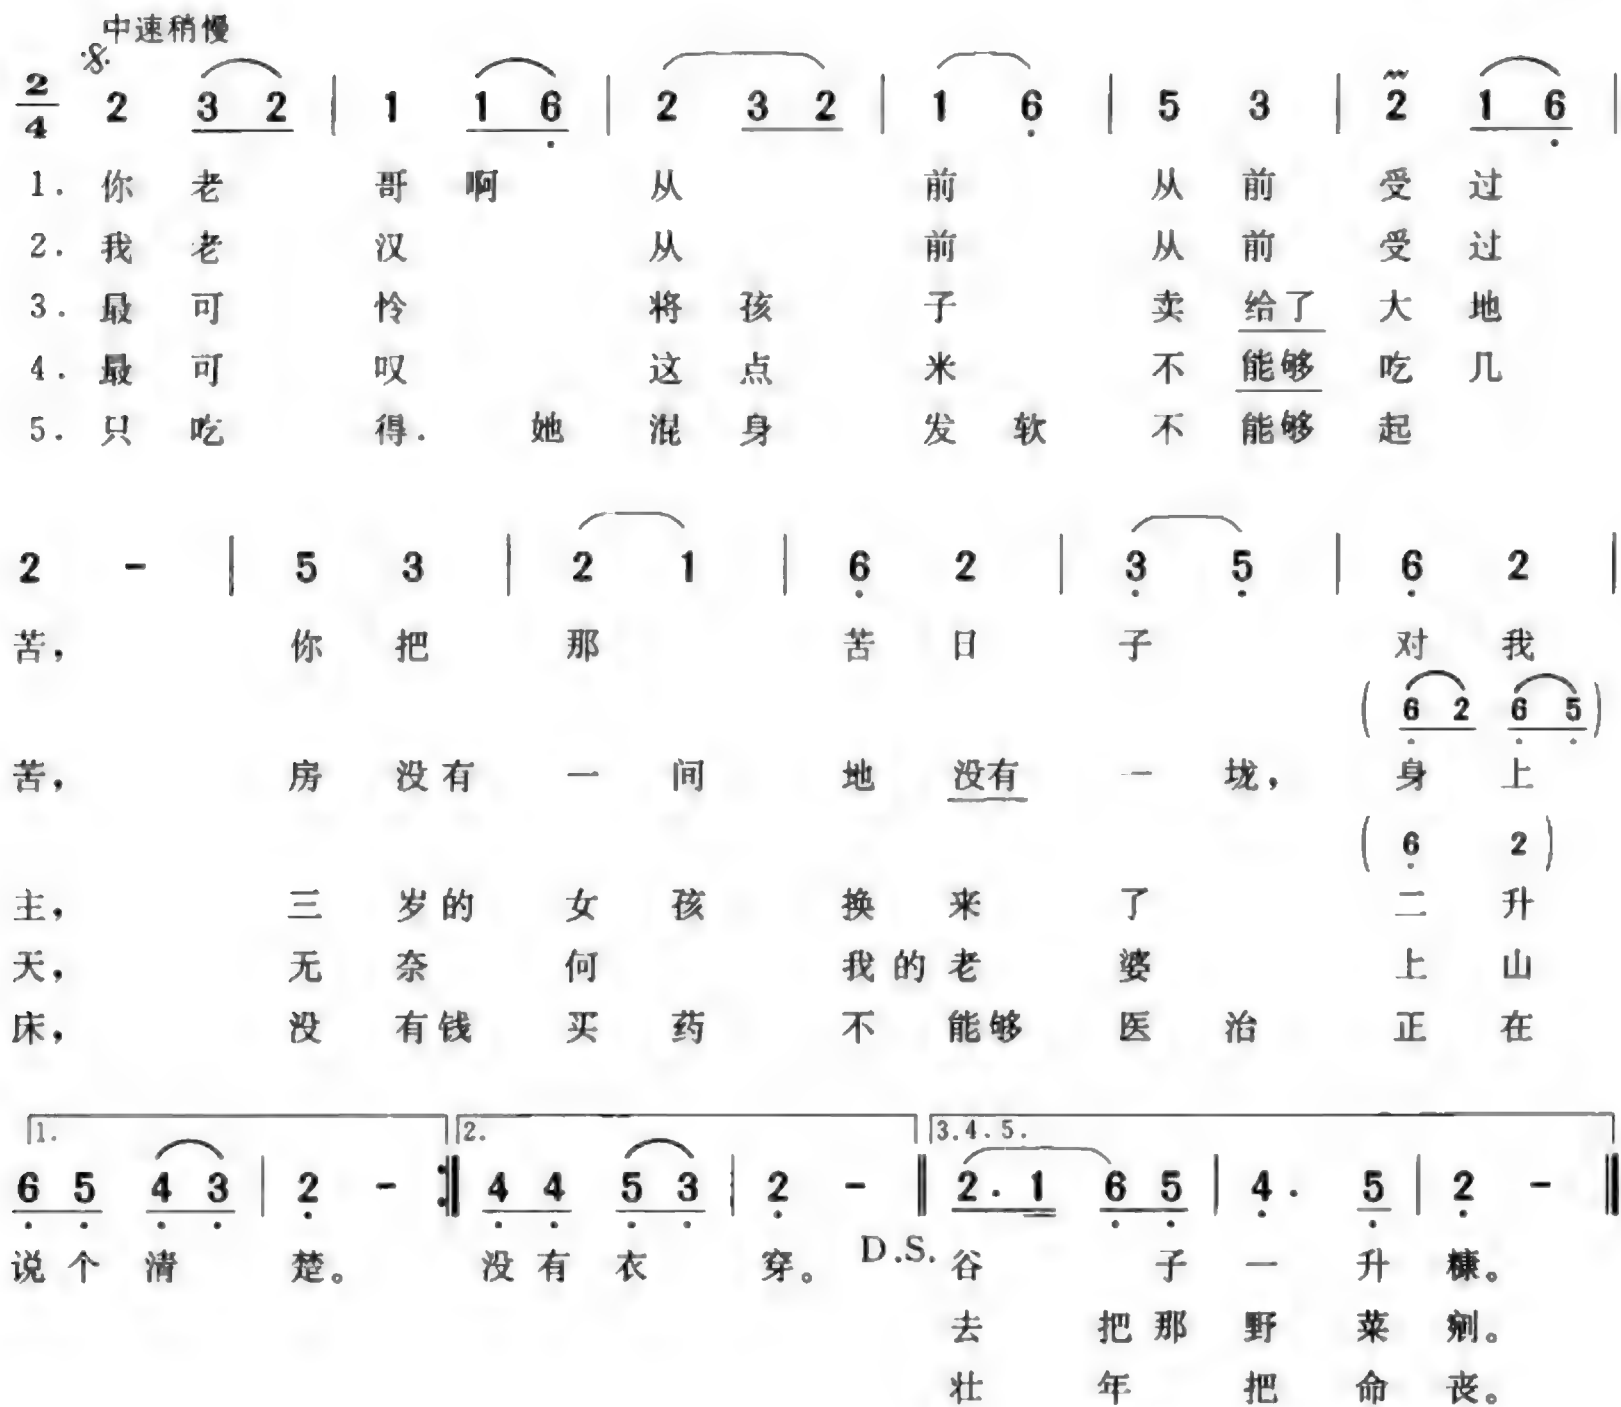 中速稍慢
2/4 2 3 2 | 1 1 6 | 2 3 2 | 1 6 | 5 3 | 2 1 6 |
1. 你 老 哥 啊 从 前 从 前 受 过
2. 我 老 汉 从 前 从 前 受 过
3. 最 可 怜 将 孩 子 卖 给了 大 地
4. 最 可 叹 这 点 米 不 能够 吃 几
5. 只 吃 得. 她 混 身 发 软 不 能够 起
2 - | 5 3 | 2 1 | 6 2 | 3 5 | 6 2 |
苦, 你 把 那 苦 日 子 对 我
( 6 2 6 5 )
苦, 房 没有 一 间 地 没有 一 垅, 身 上
( 6 2 )
主, 三 岁的 女 孩 换 来 了 二 升
天, 无 奈 何 我的 老 婆 上 山
床, 没 有钱 买 药 不 能够 医 治 正 在
1. 2. 3.4.5.
6 5 4 3 | 2 - :‖ 4 4 5 3 | 2 - ‖ 2. 1 6 5 | 4. 5 | 2 - ‖
说 个 清 楚。 没 有 衣 穿。 D.S. 谷 子 一 升 糠。
去 把 那 野 菜 剜。
壮 年 把 命 丧。